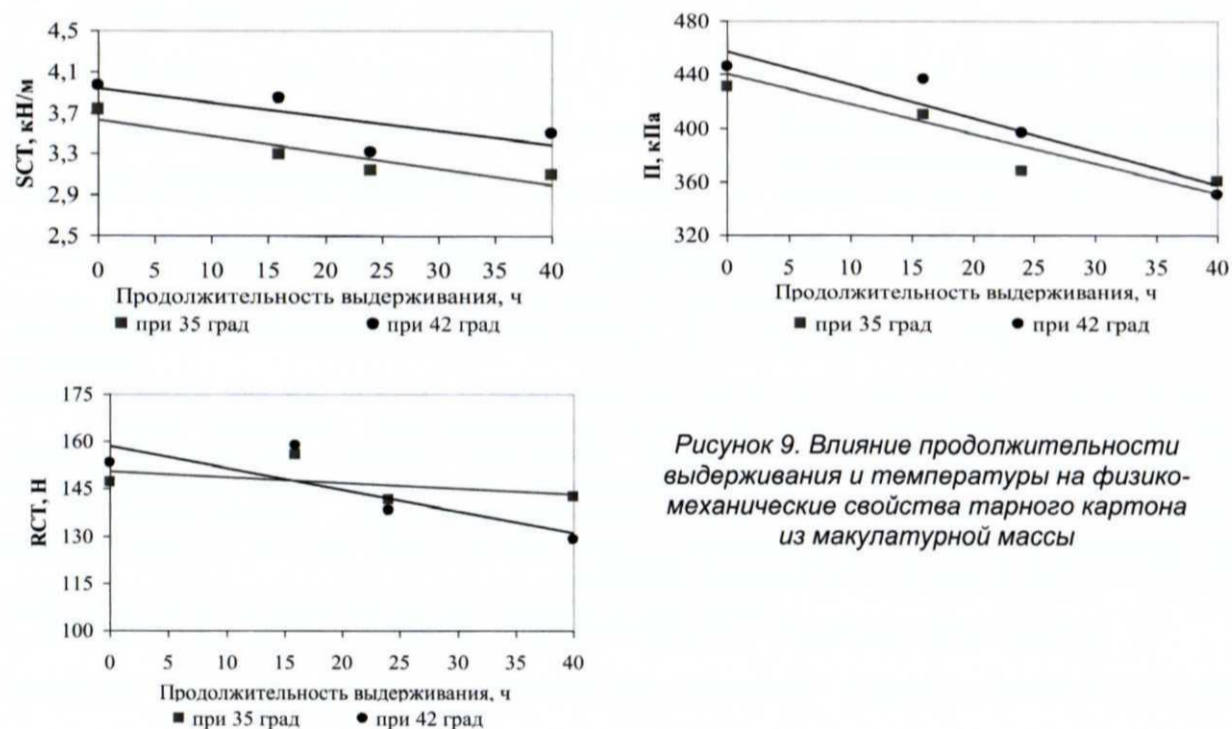 SCT, кН/м
4,5
4,1
3,7
3,3
2,9
2,5
0 5 10 15 20 25 30 35 40
Продолжительность выдерживания, ч
при 35 град при 42 град
П, кПа
480
440
400
360
320
0 5 10 15 20 25 30 35 40
Продолжительность выдерживания, ч
при 35 град при 42 град
RCT, Н
175
160
145
130
115
100
0 5 10 15 20 25 30 35 40
Продолжительность выдерживания, ч
при 35 град при 42 град
Рисунок 9. Влияние продолжительности
выдерживания и температуры на физико-
механические свойства тарного картона
из макулатурной массы